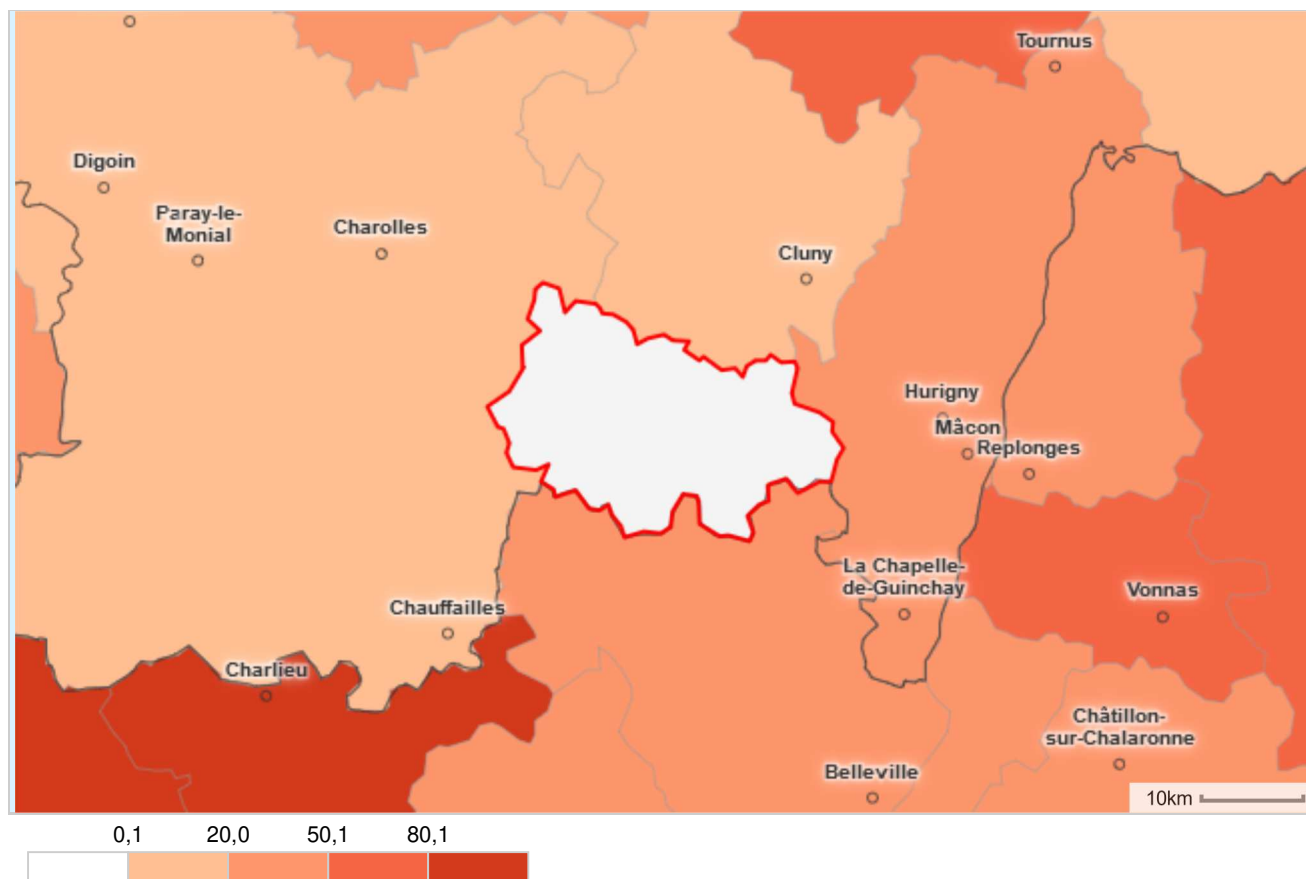 Tournus
Digoin
Paray-le-
Monial
Charolles
Cluny
Hurigny
Mâcon
Replonges
La Chapelle-
de-Guinchay
Vonnas
Chauffailles
Charlieu
Châtillon-
sur-Chalaronne
Belleville
10km
0,1 20,0 50,1 80,1